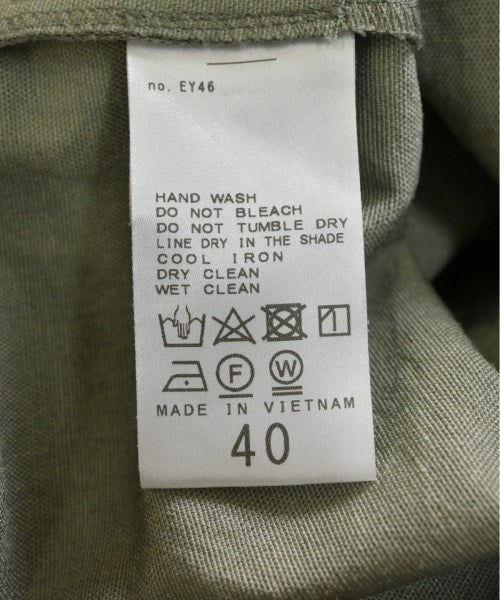 no. EY46
HAND WASH
DO NOT BLEACH
DO NOT TUMBLE DRY
LINE DRY IN THE SHADE
COOL IRON
DRY CLEAN
WET CLEAN
F W
MADE IN VIETNAM
40